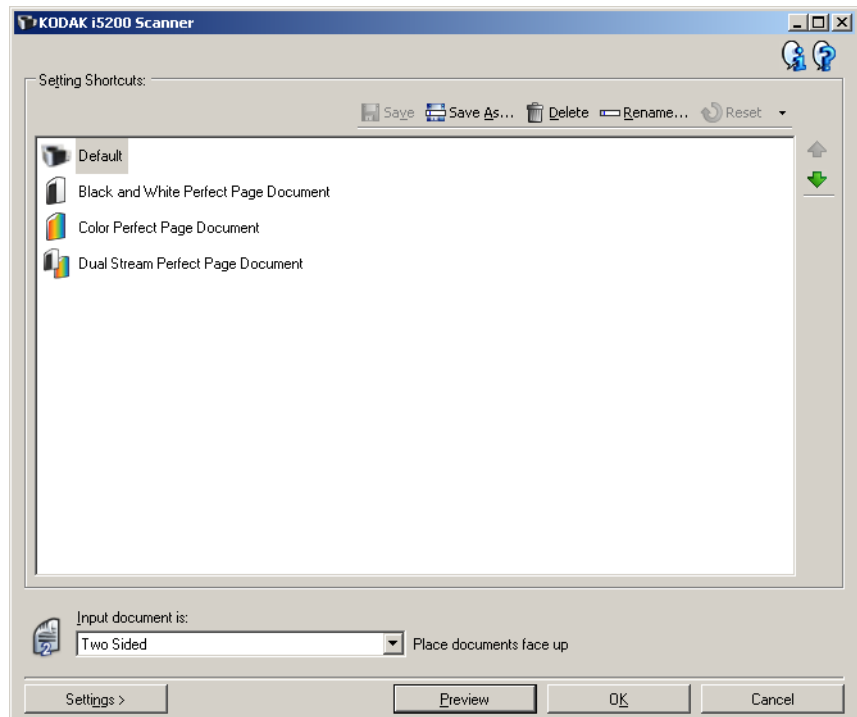 KODAK i5200 Scanner
Setting Shortcuts:
Save Save As... Delete Rename... Reset
Default
Black and White Perfect Page Document
Color Perfect Page Document
Dual Stream Perfect Page Document
Input document is:
2
Two Sided Place documents face up
Settings > Preview OK Cancel